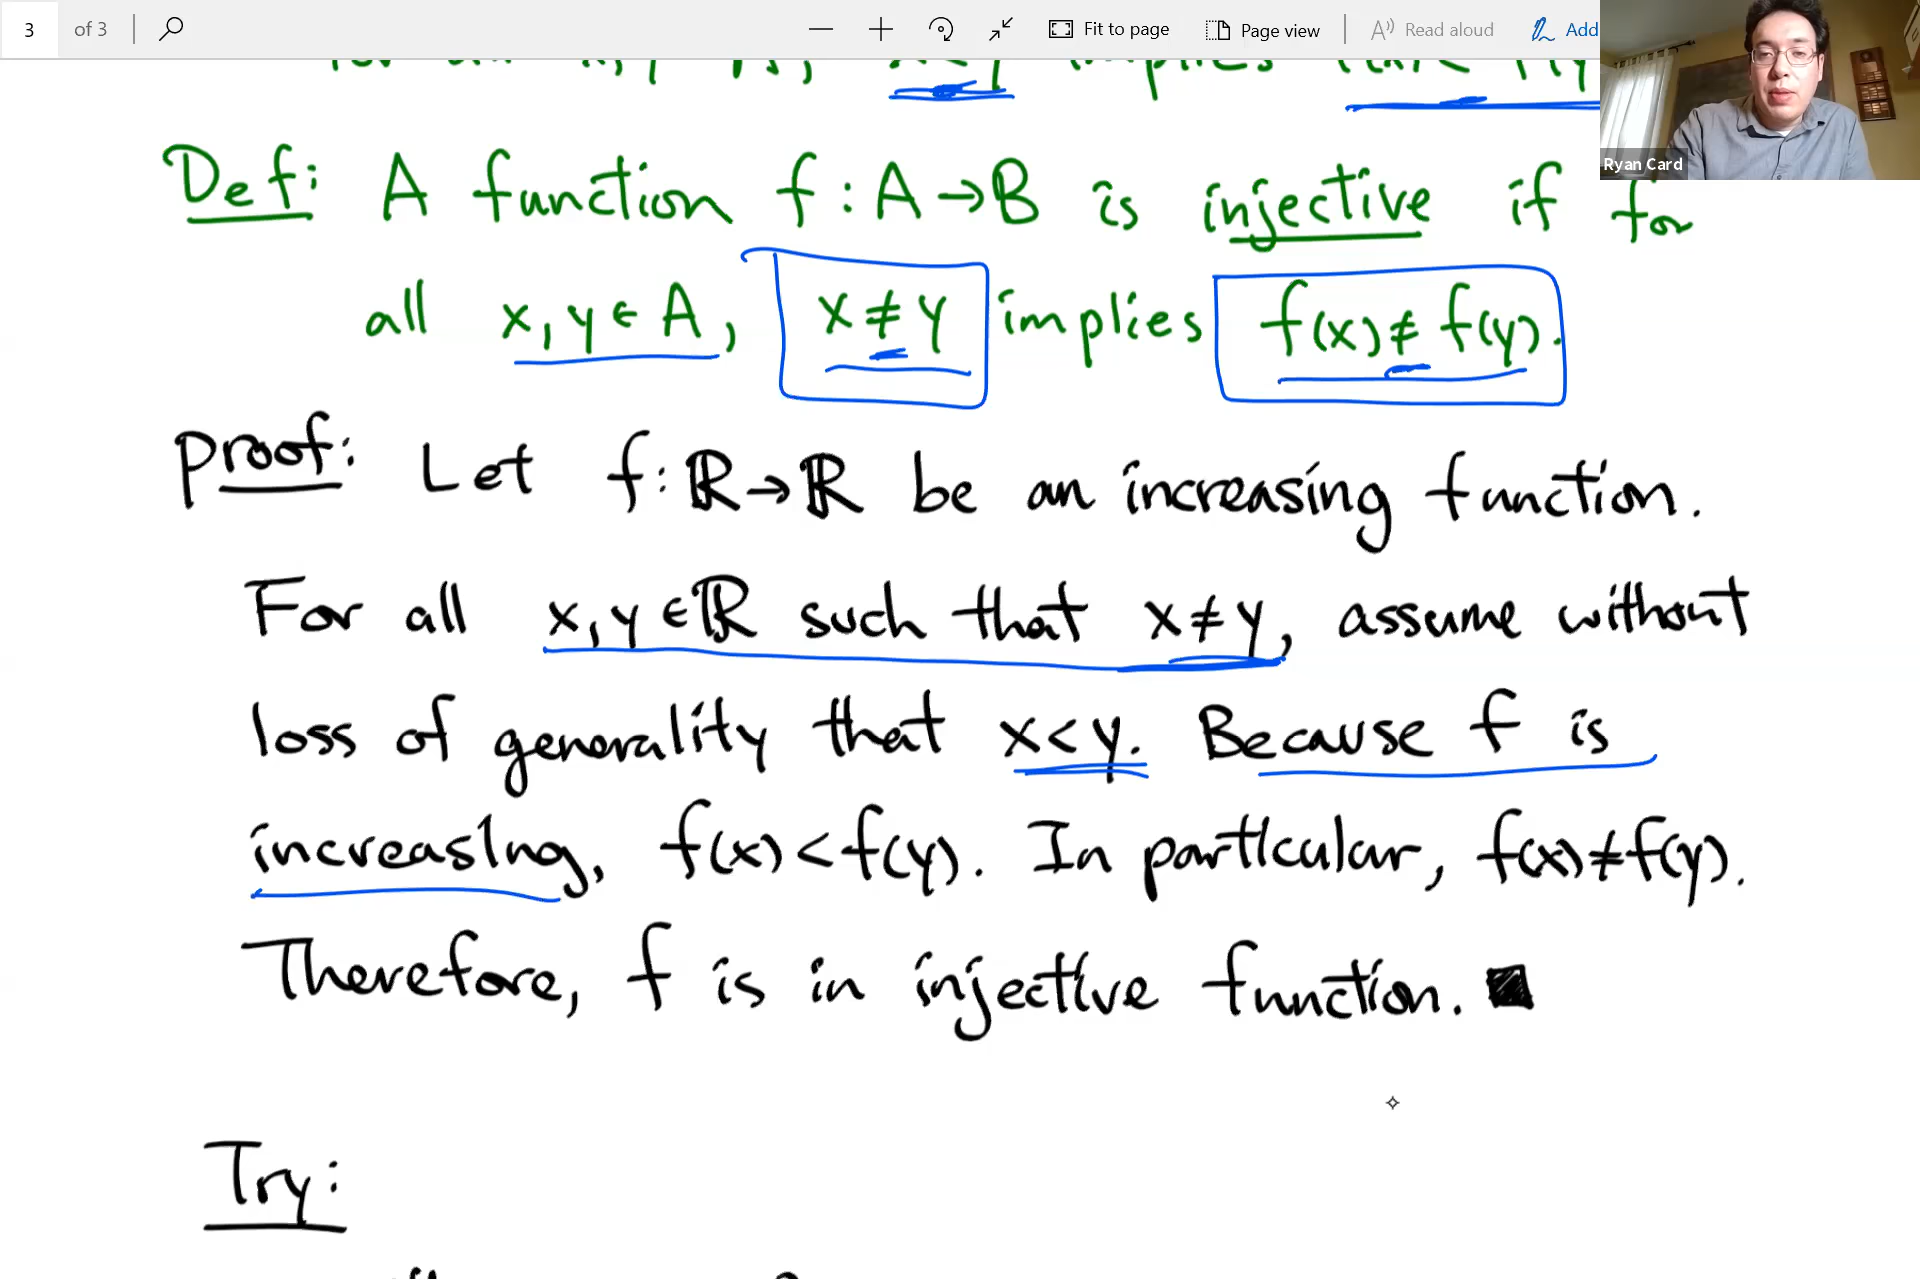 3 of 3 Fit to page Page view Read aloud Add
x < y implies
Ryan Card
Def: A function f : A → B is injective if for
all x, y ∈ A, x ≠ y implies f(x) ≠ f(y).
Proof: Let f : ℝ → ℝ be an increasing function.
For all x, y ∈ ℝ such that x ≠ y, assume without
loss of generality that x < y. Because f is
increasing, f(x) < f(y). In particular, f(x) ≠ f(y).
Therefore, f is in injective function. ■
Try: